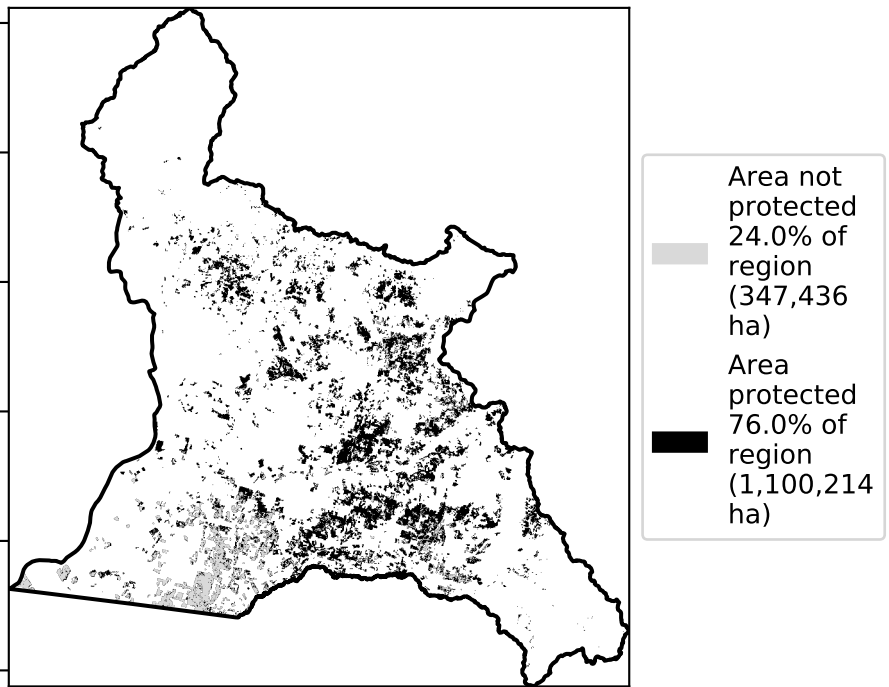 Area not
protected
24.0% of
region
(347,436
ha)
Area
protected
76.0% of
region
(1,100,214
ha)